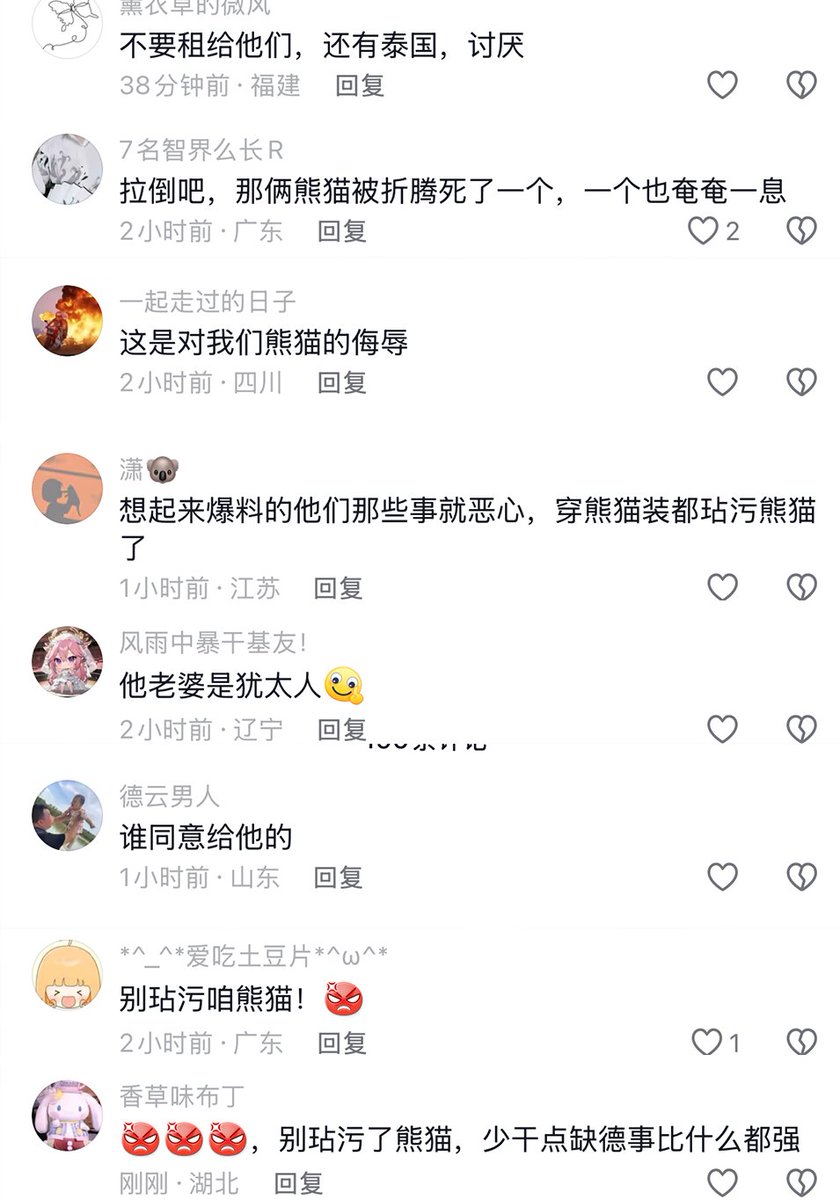 薰衣草的微风
不要租给他们，还有泰国，讨厌
38分钟前·福建 回复
7名智界么长R
拉倒吧，那俩熊猫被折腾死了一个，一个也奄奄一息
2小时前·广东 回复 2
一起走过的日子
这是对我们熊猫的侮辱
2小时前·四川 回复
潇🐨
想起来爆料的他们那些事就恶心，穿熊猫装都玷污熊猫
了
1小时前·江苏 回复
风雨中暴干基友！
他老婆是犹太人
2小时前·辽宁 回复
条评论
德云男人
谁同意给他的
1小时前·山东 回复
*^_^*爱吃土豆片*^ω^*
别玷污咱熊猫！
2小时前·广东 回复 1
香草味布丁
，别玷污了熊猫，少干点缺德事比什么都强
刚刚·湖北 回复